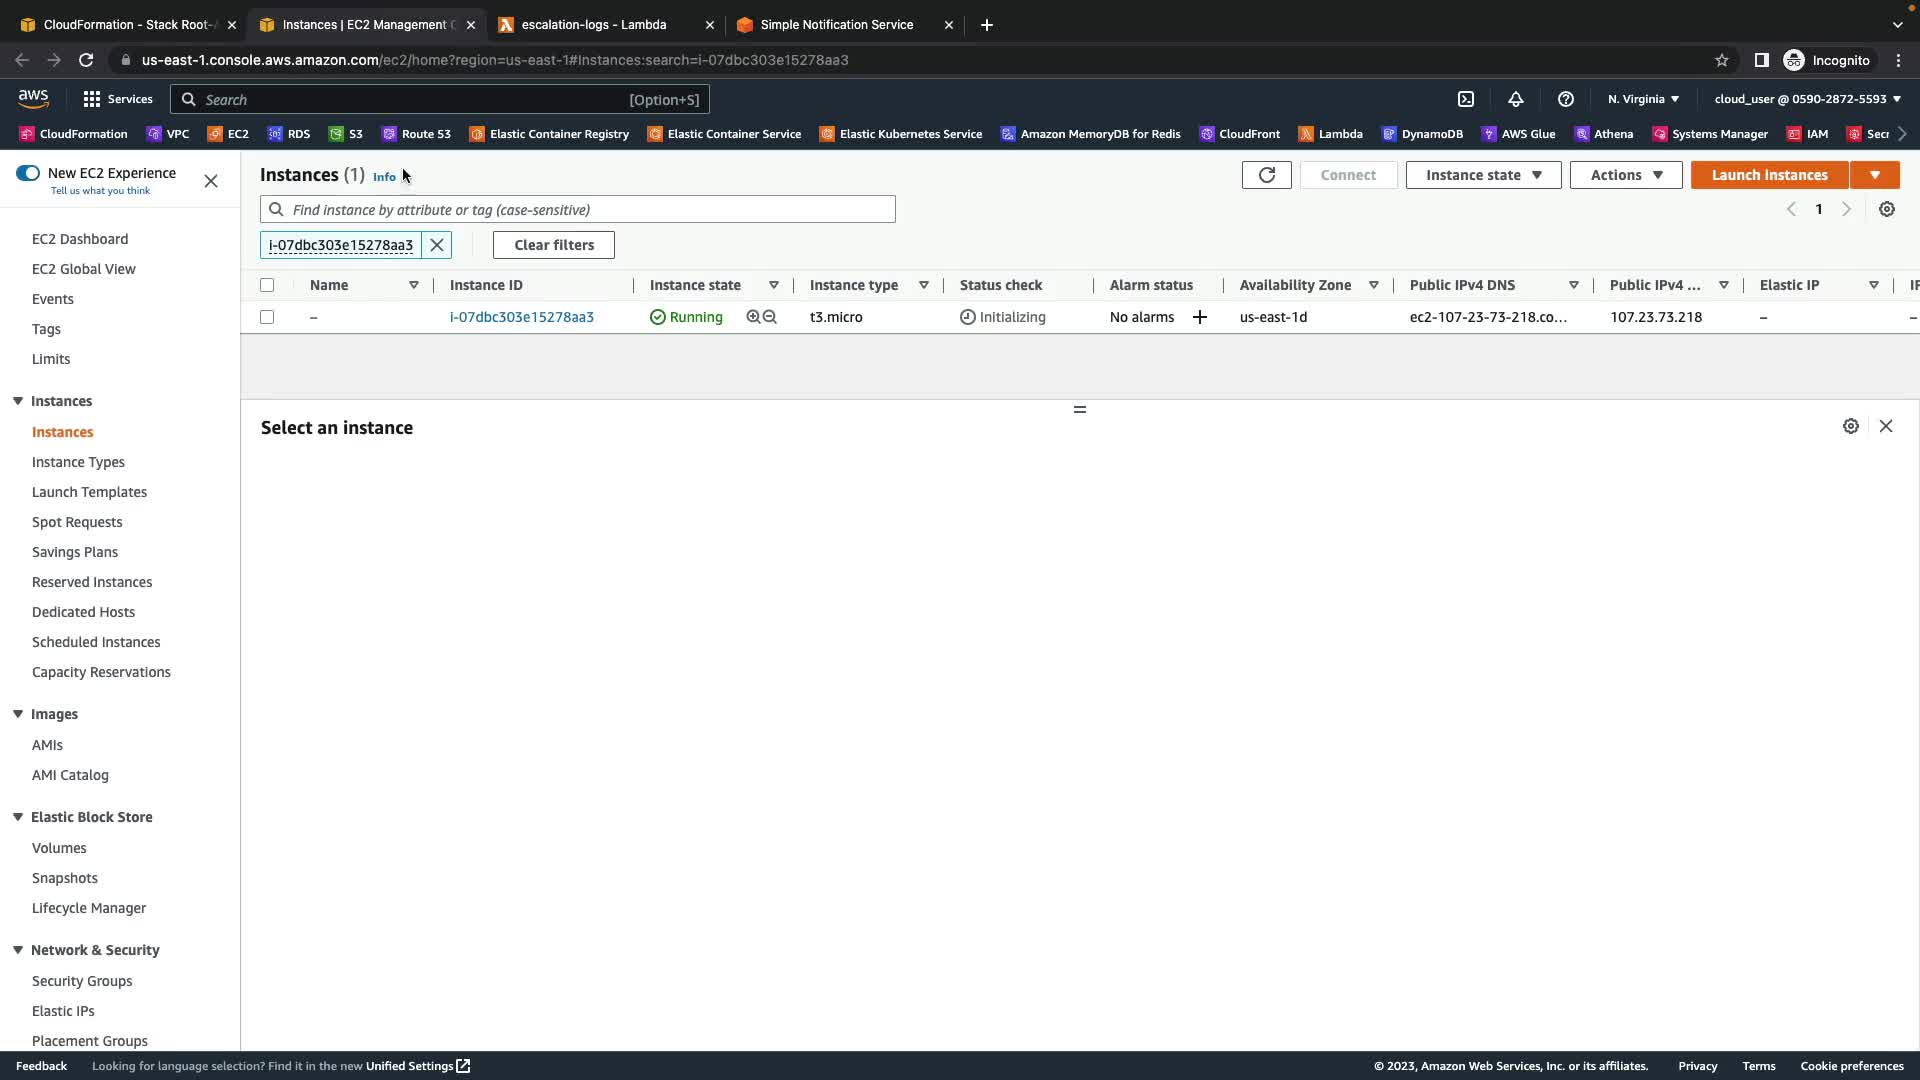 CloudFormation - Stack Root-
Instances | EC2 Management
escalation-logs - Lambda
Simple Notification Service
us-east-1.console.aws.amazon.com/ec2/home?region=us-east-1#Instances:search=i-07dbc303e15278aa3
Incognito
aws
Services
Search
[Option+S]
N. Virginia
cloud_user @ 0590-2872-5593
CloudFormation
VPC
EC2
RDS
S3
Route 53
Elastic Container Registry
Elastic Container Service
Elastic Kubernetes Service
Amazon MemoryDB for Redis
CloudFront
Lambda
DynamoDB
AWS Glue
Athena
Systems Manager
IAM
Secr
New EC2 Experience
Tell us what you think
EC2 Dashboard
EC2 Global View
Events
Tags
Limits
Instances
Instances
Instance Types
Launch Templates
Spot Requests
Savings Plans
Reserved Instances
Dedicated Hosts
Scheduled Instances
Capacity Reservations
Images
AMIs
AMI Catalog
Elastic Block Store
Volumes
Snapshots
Lifecycle Manager
Network & Security
Security Groups
Elastic IPs
Placement Groups
Instances (1) Info
Connect
Instance state
Actions
Launch instances
Find instance by attribute or tag (case-sensitive)
1
i-07dbc303e15278aa3
Clear filters
Name
Instance ID
Instance state
Instance type
Status check
Alarm status
Availability Zone
Public IPv4 DNS
Public IPv4 ...
Elastic IP
IP
–
i-07dbc303e15278aa3
Running
t3.micro
Initializing
No alarms
us-east-1d
ec2-107-23-73-218.co...
107.23.73.218
–
–
Select an instance
Feedback
Looking for language selection? Find it in the new Unified Settings
© 2023, Amazon Web Services, Inc. or its affiliates.
Privacy
Terms
Cookie preferences